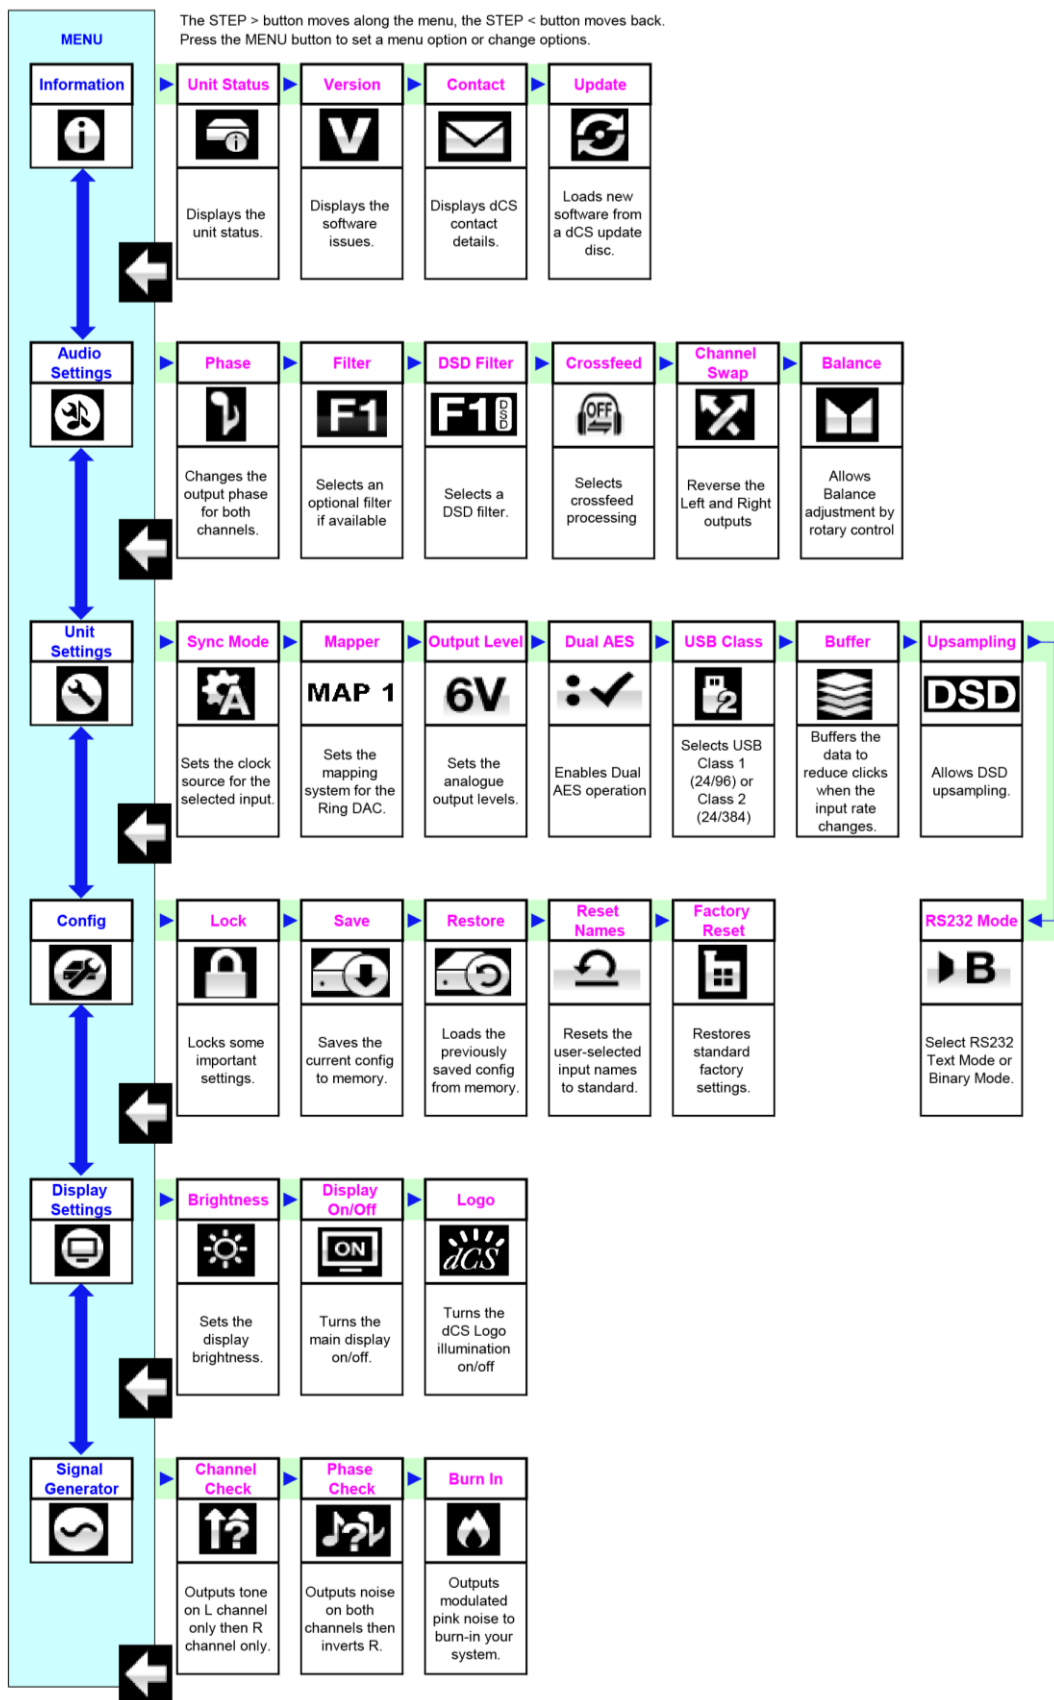 The STEP > button moves along the menu, the STEP < button moves back.
Press the MENU button to set a menu option or change options.
MENU
Information
Unit Status
Version
Contact
Update
V
Displays the
unit status.
Displays the
software
issues.
Displays dCS
contact
details.
Loads new
software from
a dCS update
disc.
Audio
Settings
Phase
Filter
DSD Filter
Crossfeed
Channel
Swap
Balance
F1
F1 DSD
OFF
Changes the
output phase
for both
channels.
Selects an
optional filter
if available
Selects a
DSD filter.
Selects
crossfeed
processing
Reverse the
Left and Right
outputs
Allows
Balance
adjustment by
rotary control
Unit
Settings
Sync Mode
Mapper
Output Level
Dual AES
USB Class
Buffer
Upsampling
A
MAP 1
6V
2
DSD
Sets the clock
source for the
selected input.
Sets the
mapping
system for the
Ring DAC.
Sets the
analogue
output levels.
Enables Dual
AES operation
Selects USB
Class 1
(24/96) or
Class 2
(24/384)
Buffers the
data to
reduce clicks
when the
input rate
changes.
Allows DSD
upsampling.
Config
Lock
Save
Restore
Reset
Names
Factory
Reset
RS232 Mode
B
Locks some
important
settings.
Saves the
current config
to memory.
Loads the
previously
saved config
from memory.
Resets the
user-selected
input names
to standard.
Restores
standard
factory
settings.
Select RS232
Text Mode or
Binary Mode.
Display
Settings
Brightness
Display
On/Off
Logo
ON
dCS
Sets the
display
brightness.
Turns the
main display
on/off.
Turns the
dCS Logo
illumination
on/off
Signal
Generator
Channel
Check
Phase
Check
Burn In
?
?
Outputs tone
on L channel
only then R
channel only.
Outputs noise
on both
channels then
inverts R.
Outputs
modulated
pink noise to
burn-in your
system.